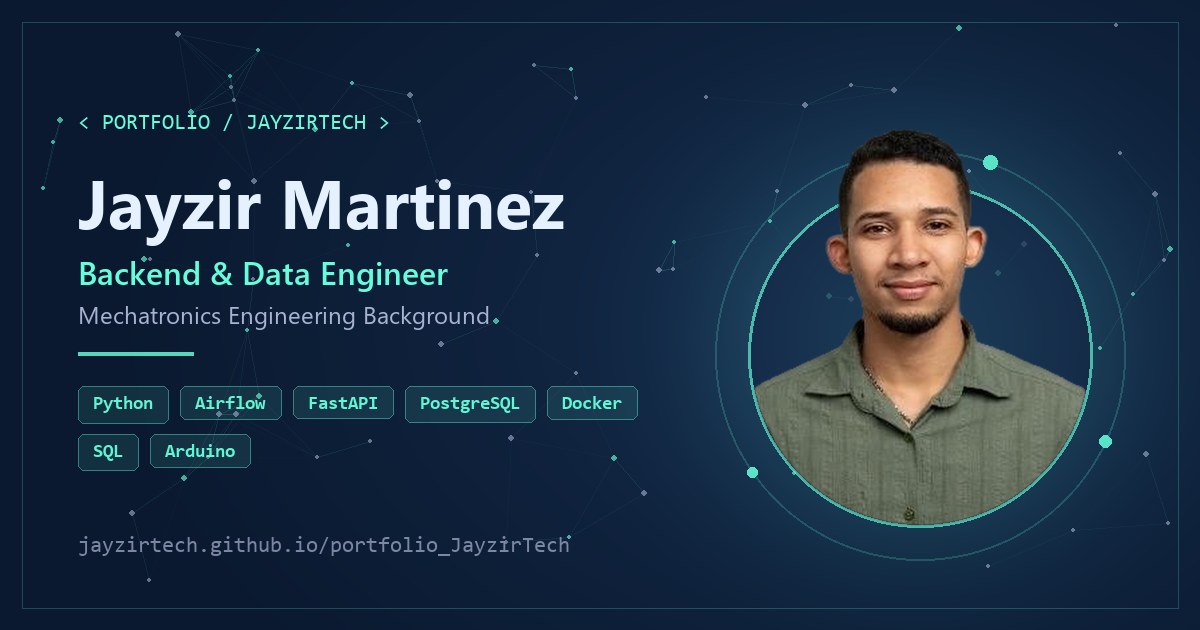 < PORTFOLIO / JAYZIRTECH >
Jayzir Martinez
Backend & Data Engineer
Mechatronics Engineering Background
Python Airflow FastAPI PostgreSQL Docker
SQL Arduino
jayzirtech.github.io/portfolio_JayzirTech